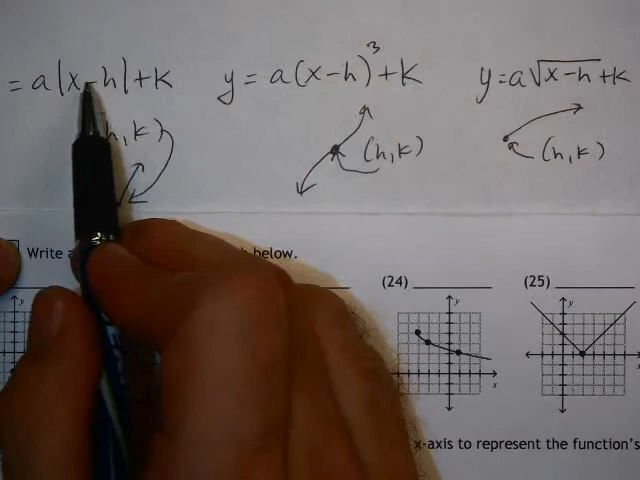 = a|x-h|+k y = a(x-h)³+k y=a√x-h+k
h,k) (h,k) (h,k)
Write a below.
(24) (25)
y y y
x x
x-axis to represent the function's